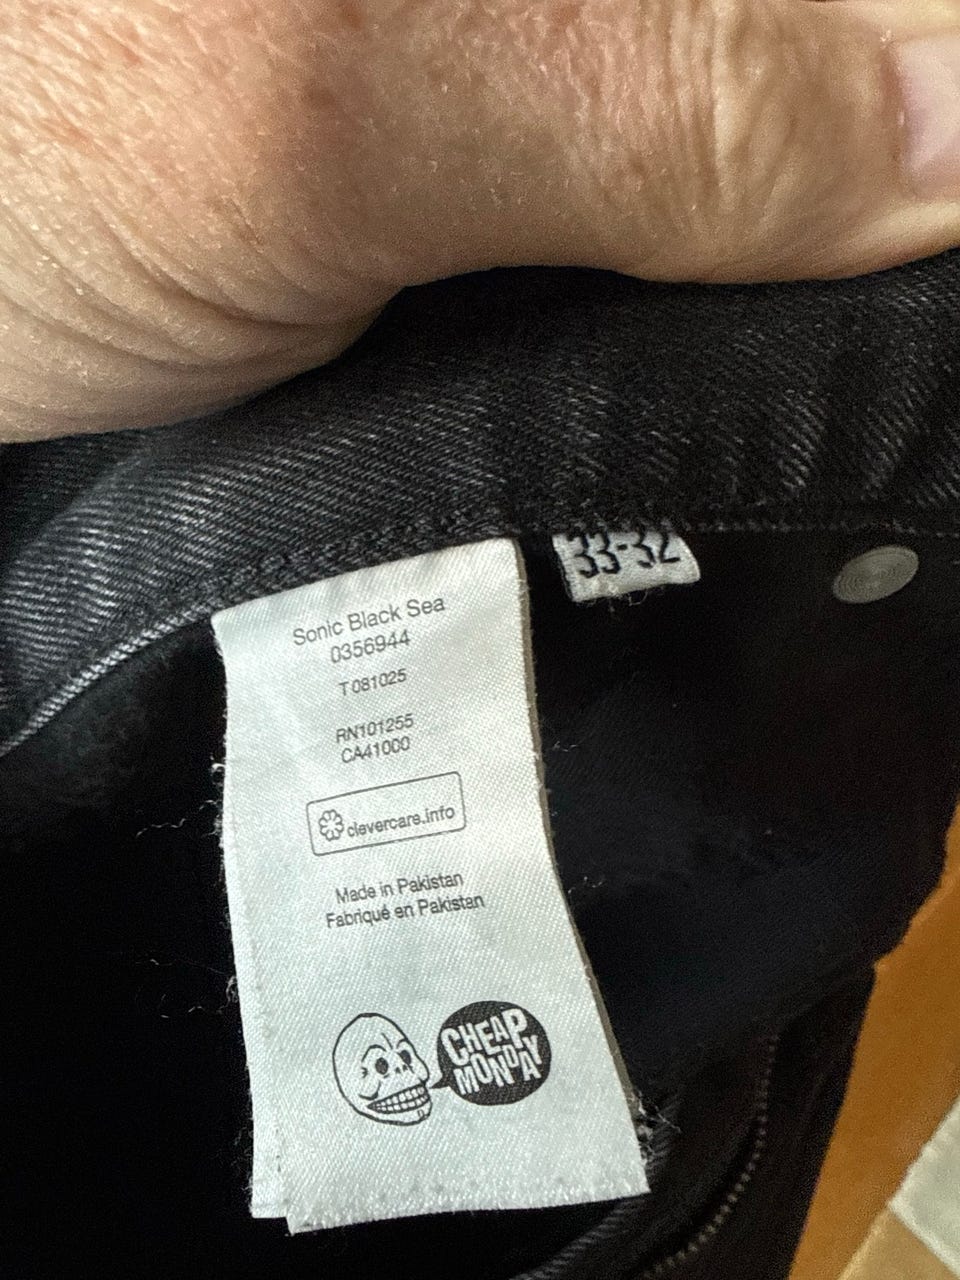 33-32
Sonic Black Sea
0356944
T 081025
RN101255
CA41000
clevercare.info
Made in Pakistan
Fabriqué en Pakistan
CHEAP
MONDAY